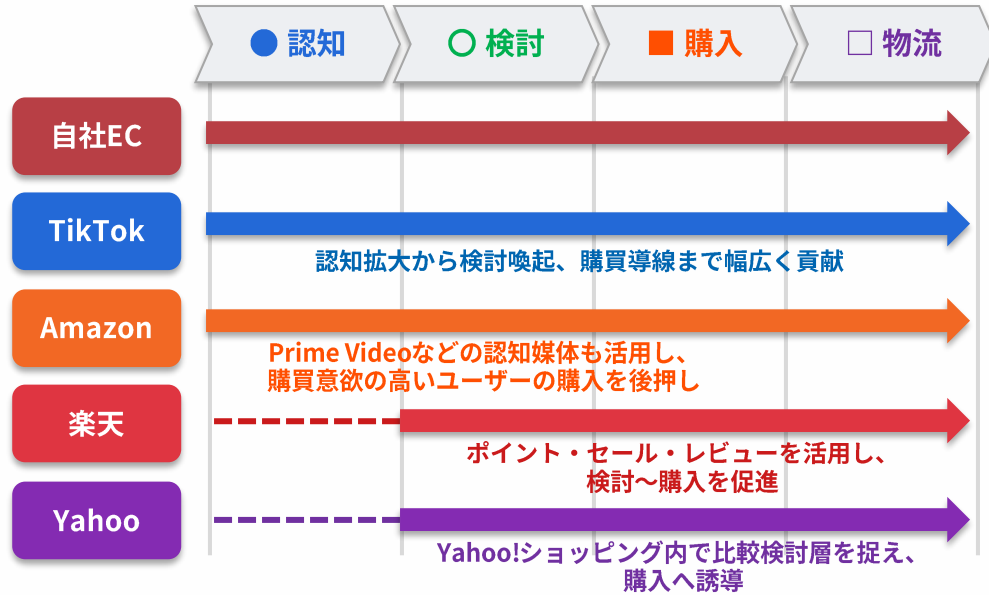 ● 認知
○ 検討
■ 購入
□ 物流
自社EC
TikTok
認知拡大から検討喚起、購買導線まで幅広く貢献
Amazon
Prime Videoなどの認知媒体も活用し、
購買意欲の高いユーザーの購入を後押し
楽天
ポイント・セール・レビューを活用し、
検討～購入を促進
Yahoo
Yahoo!ショッピング内で比較検討層を捉え、
購入へ誘導